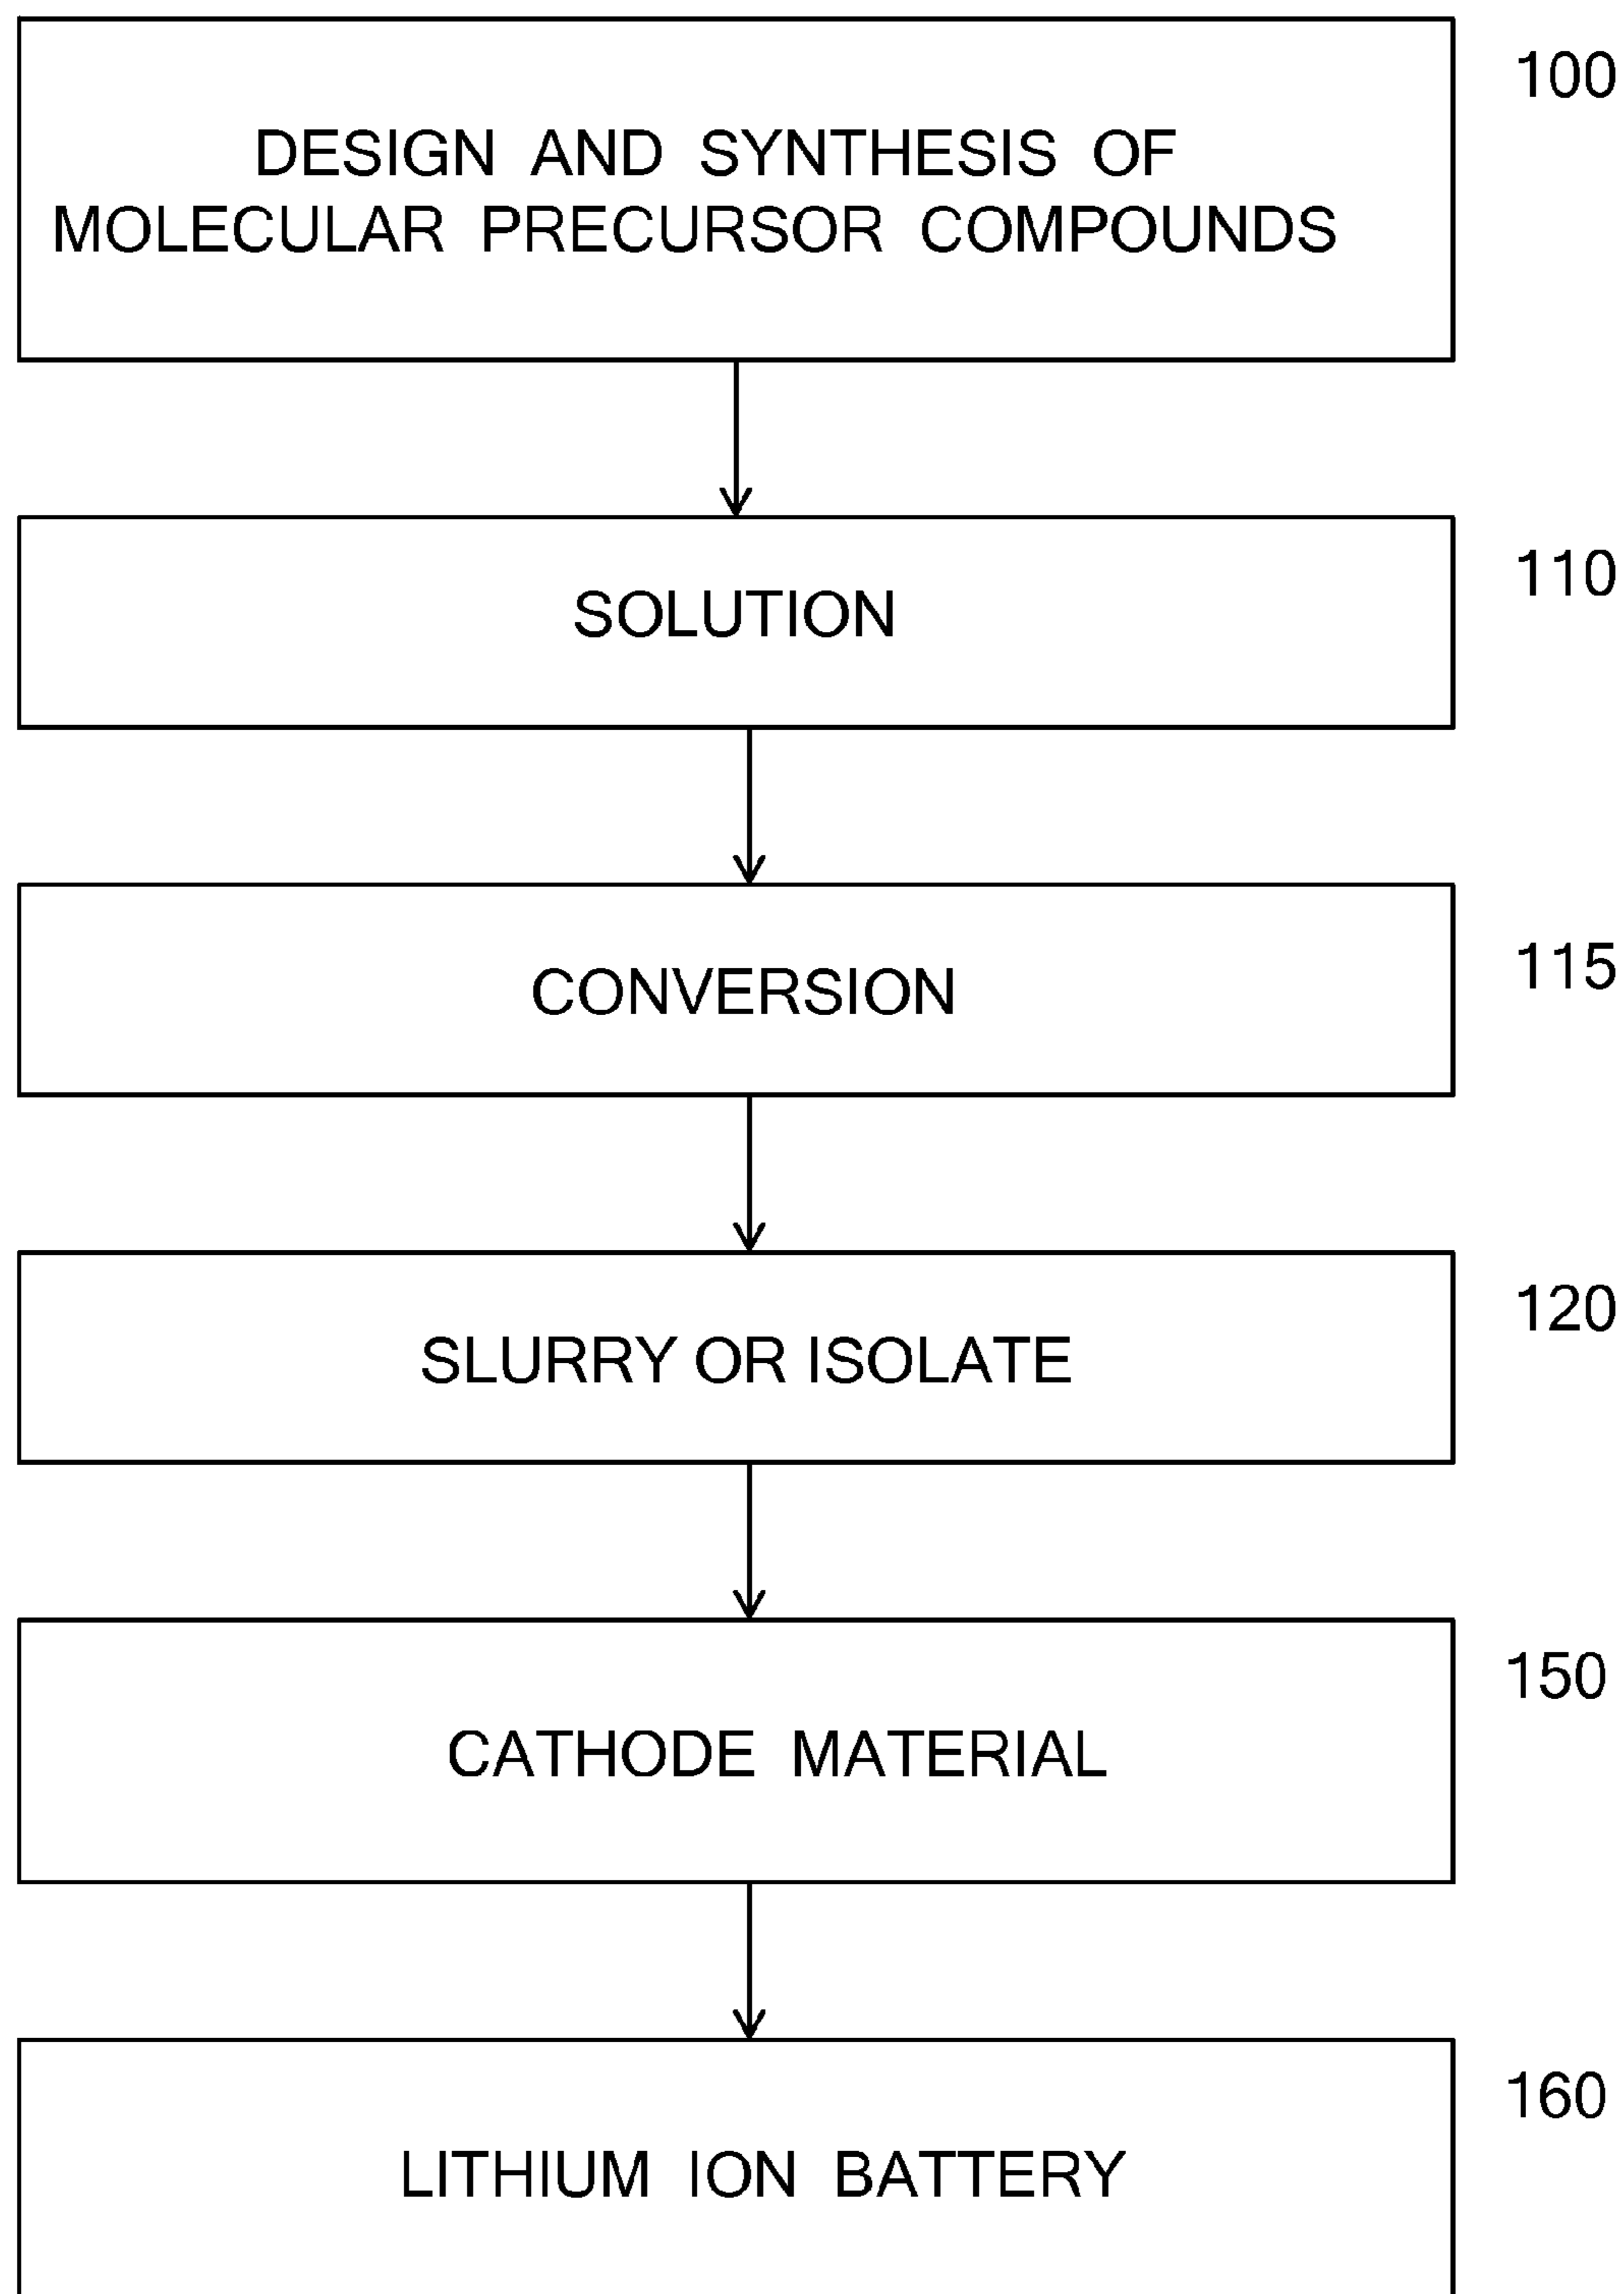 100
DESIGN AND SYNTHESIS OF
MOLECULAR PRECURSOR COMPOUNDS
110
SOLUTION
115
CONVERSION
120
SLURRY OR ISOLATE
150
CATHODE MATERIAL
160
LITHIUM ION BATTERY